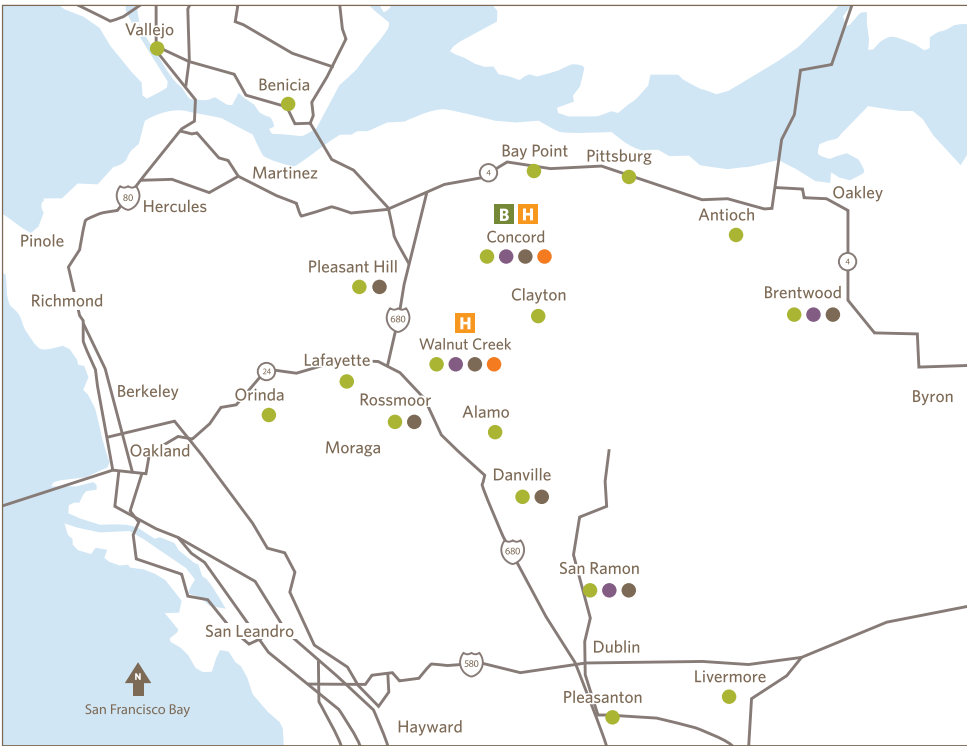 Vallejo
Benicia
Bay Point
Pittsburg
4
Martinez
80
Hercules
Oakley
Antioch
B H
Concord
Pinole
4
Pleasant Hill
Richmond
Clayton
Brentwood
680
H
Walnut Creek
Lafayette
24
Berkeley
Orinda
Rossmoor
Byron
Alamo
Oakland
Moraga
Danville
680
San Ramon
San Leandro
Dublin
580
N
Livermore
Pleasanton
San Francisco Bay
Hayward